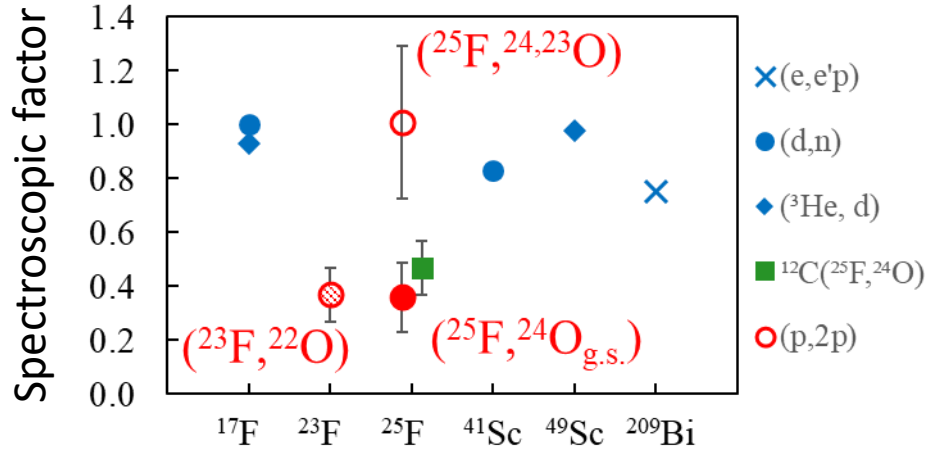 Spectroscopic factor
1.4
1.2
1.0
0.8
0.6
0.4
0.2
0.0
(²⁵F,²⁴,²³O)
(²³F,²²O)
(²⁵F,²⁴O_g.s.)
¹⁷F ²³F ²⁵F ⁴¹Sc ⁴⁹Sc ²⁰⁹Bi
(e,e'p)
(d,n)
(³He, d)
¹²C(²⁵F,²⁴O)
(p,2p)